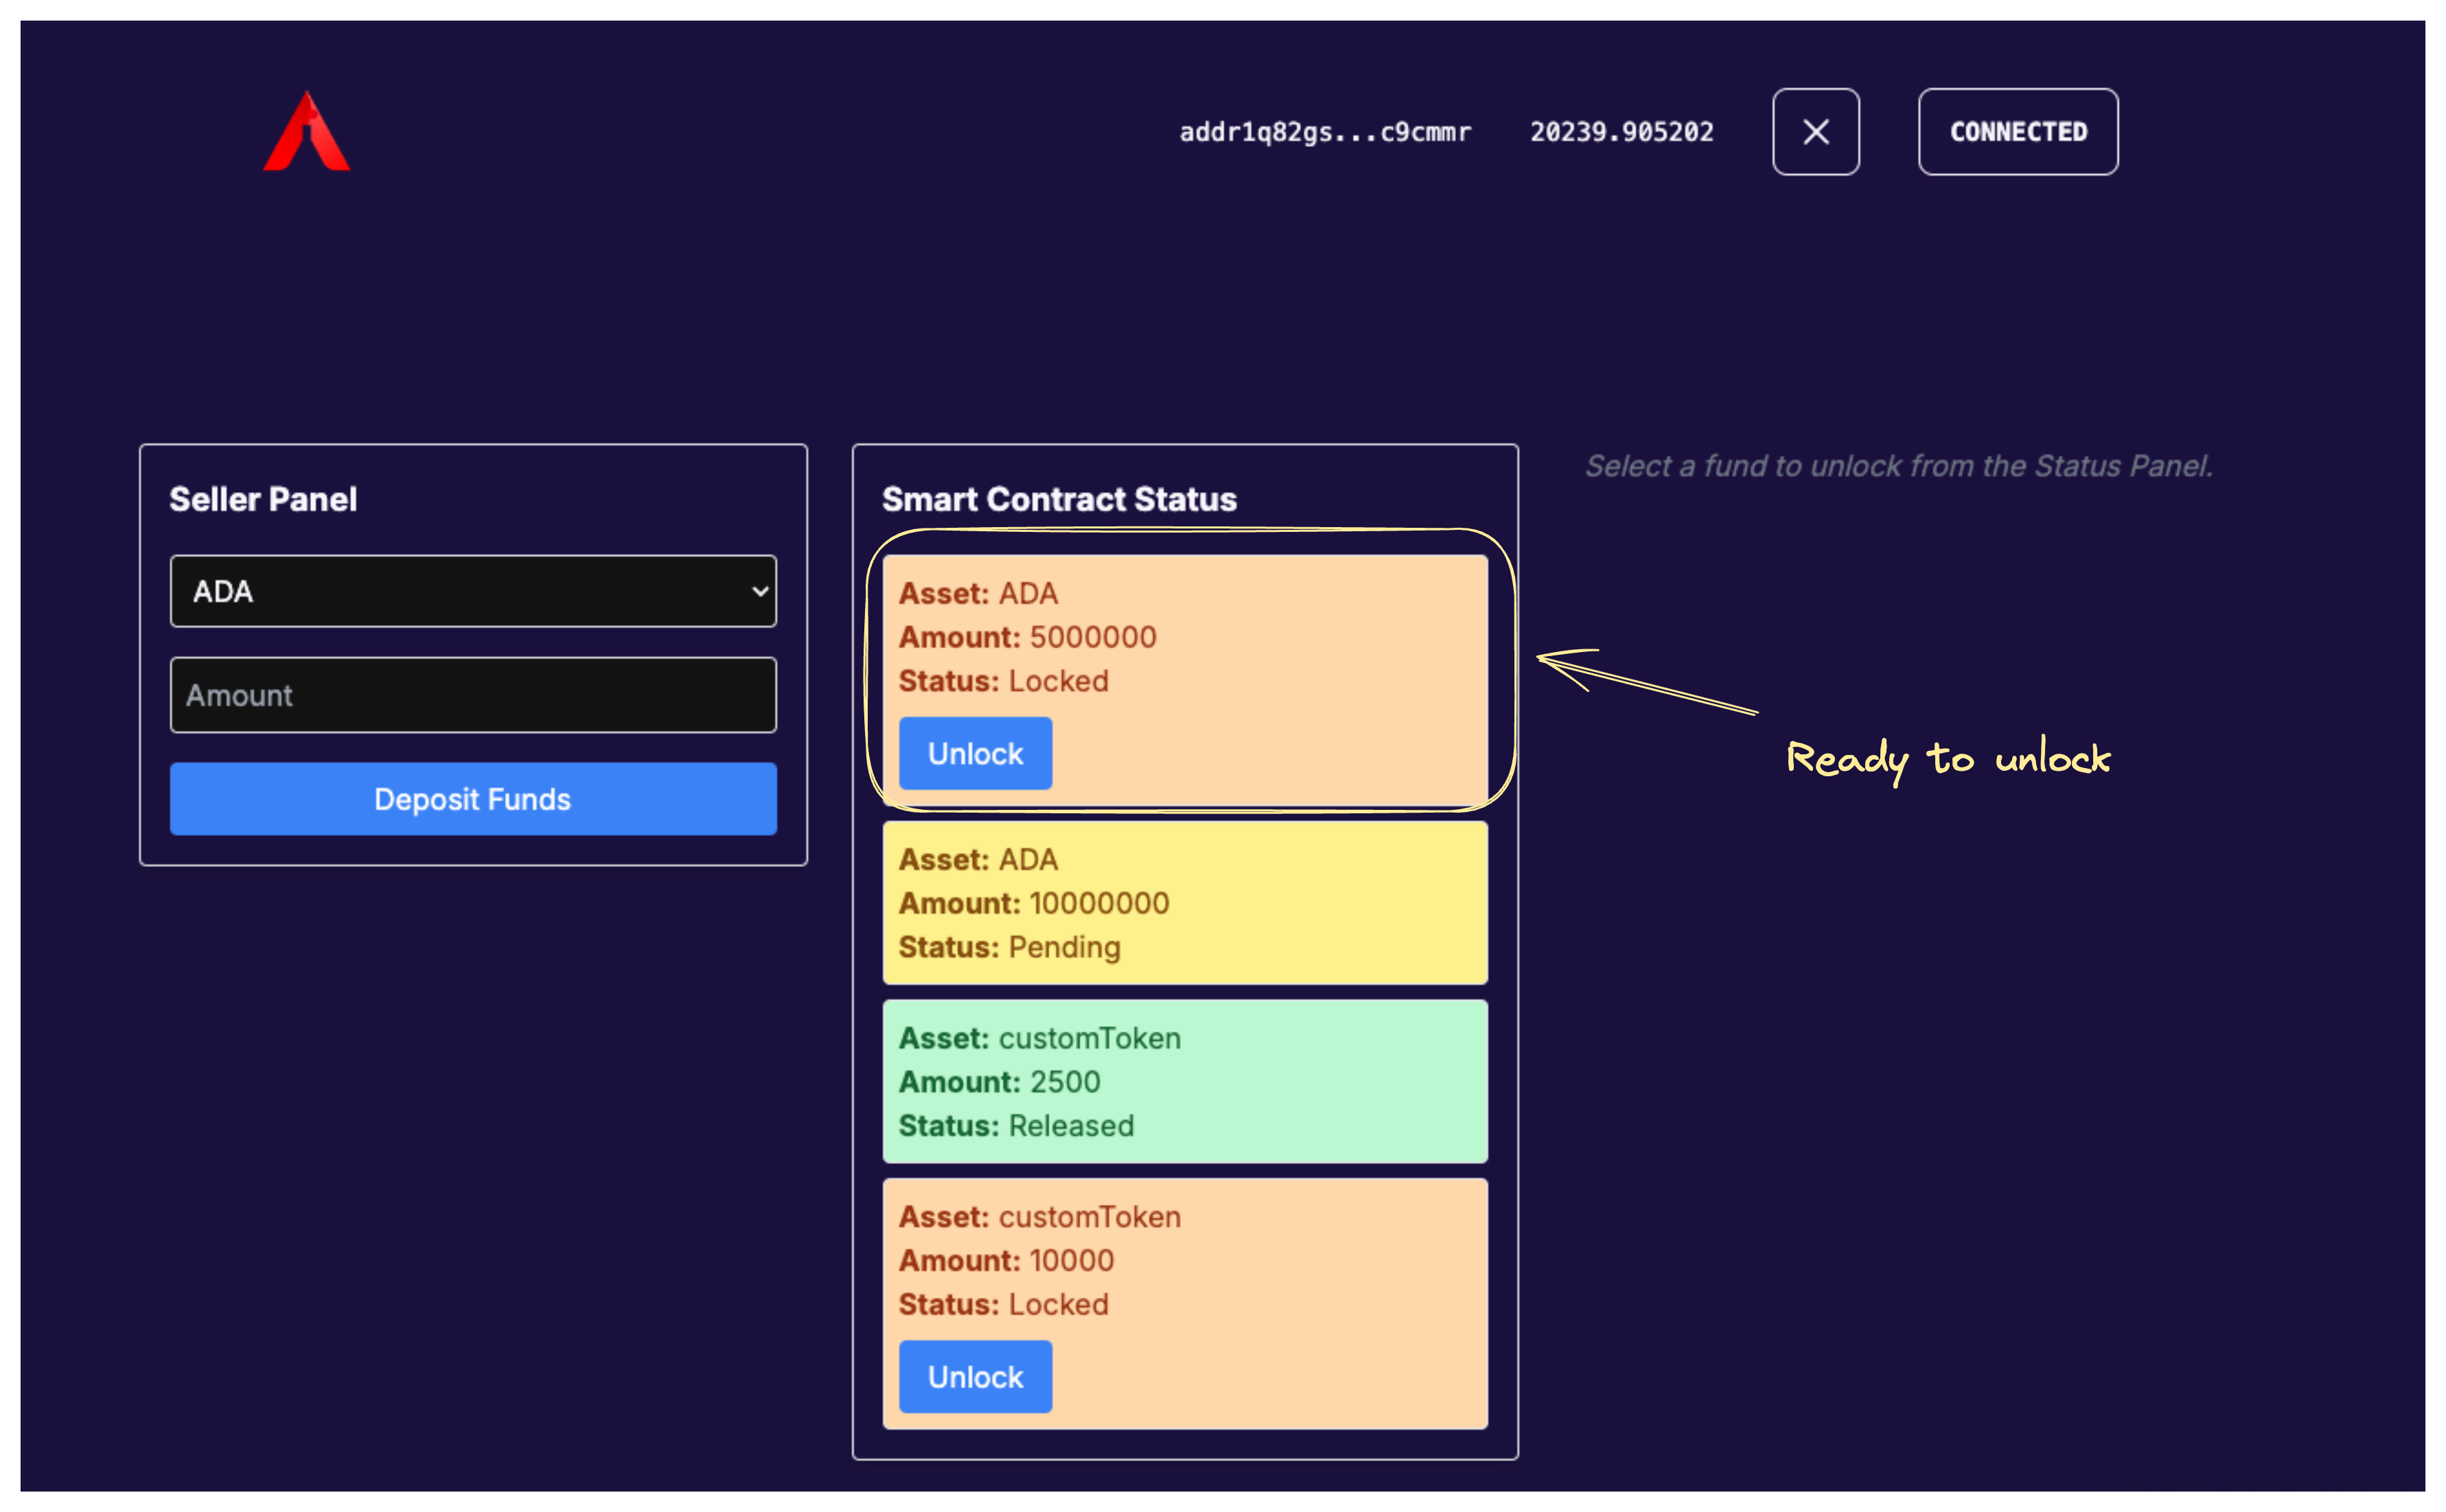 addr1q82gs...c9cmmr 20239.905202 CONNECTED
Seller Panel
ADA
Amount
Deposit Funds
Smart Contract Status
Asset: ADA
Amount: 5000000
Status: Locked
Unlock
Asset: ADA
Amount: 10000000
Status: Pending
Asset: customToken
Amount: 2500
Status: Released
Asset: customToken
Amount: 10000
Status: Locked
Unlock
Select a fund to unlock from the Status Panel.
Ready to unlock